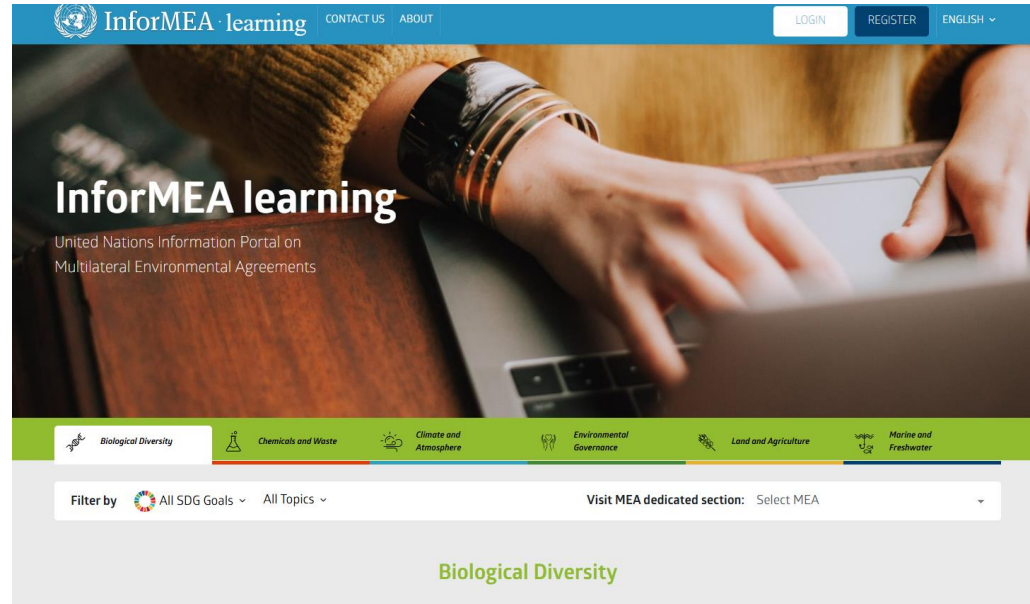 InforMEA · learning CONTACT US ABOUT LOGIN REGISTER ENGLISH
InforMEA learning
United Nations Information Portal on
Multilateral Environmental Agreements
Biological Diversity
Chemicals and Waste
Climate and
Atmosphere
Environmental
Governance
Land and Agriculture
Marine and
Freshwater
Filter by All SDG Goals All Topics Visit MEA dedicated section: Select MEA
Biological Diversity